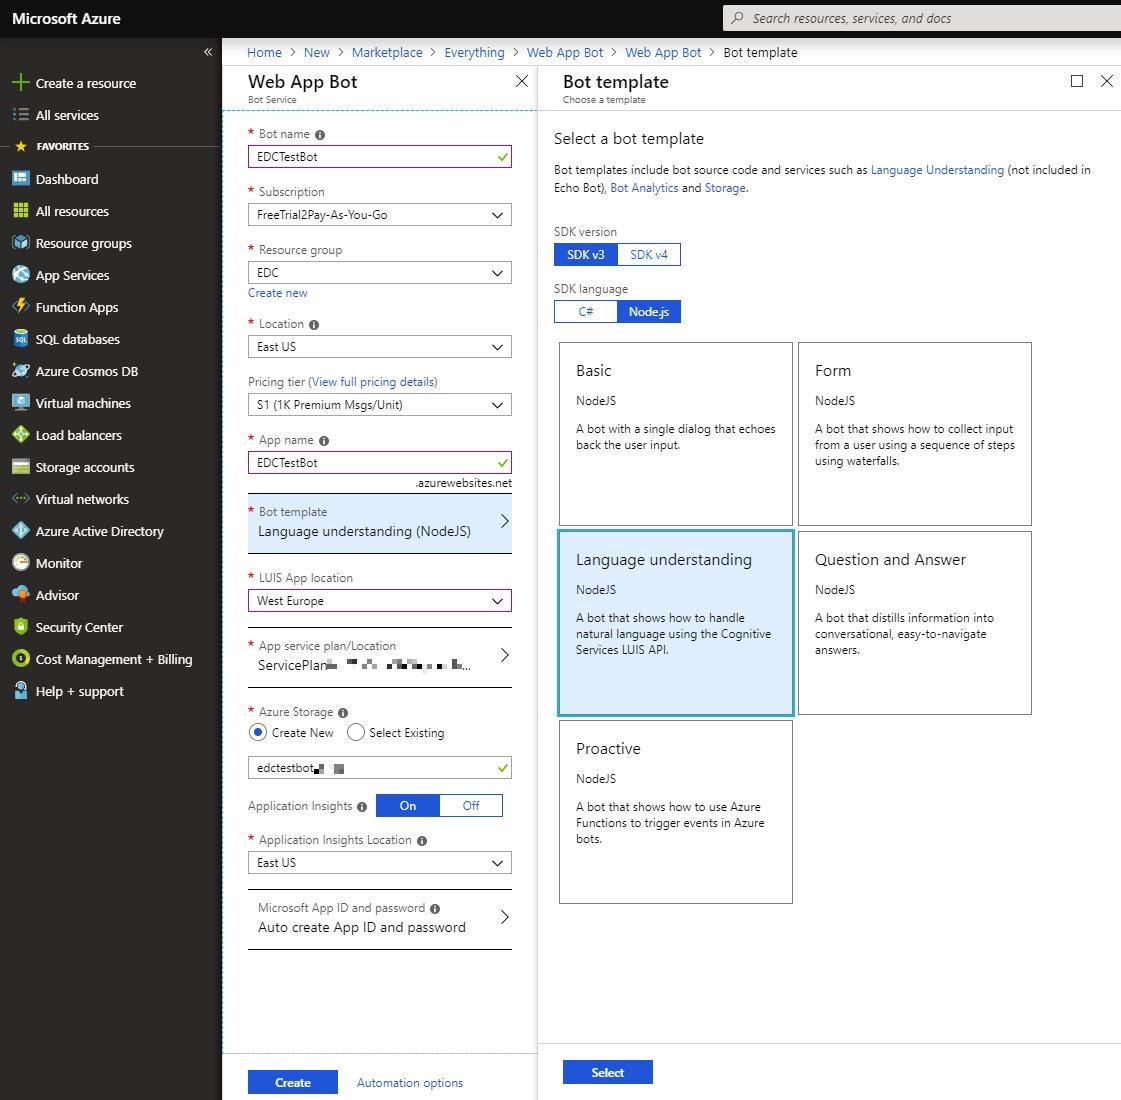 Microsoft Azure
Search resources, services, and docs
«
Create a resource
All services
FAVORITES
Dashboard
All resources
Resource groups
App Services
Function Apps
SQL databases
Azure Cosmos DB
Virtual machines
Load balancers
Storage accounts
Virtual networks
Azure Active Directory
Monitor
Advisor
Security Center
Cost Management + Billing
Help + support
Home > New > Marketplace > Everything > Web App Bot > Web App Bot > Bot template
Web App Bot
Bot Service
* Bot name
EDCTestBot
* Subscription
FreeTrial2Pay-As-You-Go
* Resource group
EDC
Create new
* Location
East US
Pricing tier (View full pricing details)
S1 (1K Premium Msgs/Unit)
* App name
EDCTestBot
.azurewebsites.net
* Bot template
Language understanding (NodeJS)
* LUIS App location
West Europe
* App service plan/Location
ServicePlan
* Azure Storage
Create New Select Existing
edctestbot
Application Insights On Off
* Application Insights Location
East US
Microsoft App ID and password
Auto create App ID and password
Create Automation options
Bot template
Choose a template
Select a bot template
Bot templates include bot source code and services such as Language Understanding (not included in
Echo Bot), Bot Analytics and Storage.
SDK version
SDK v3 SDK v4
SDK language
C# Node.js
Basic
NodeJS
A bot with a single dialog that echoes
back the user input.
Form
NodeJS
A bot that shows how to collect input
from a user using a sequence of steps
using waterfalls.
Language understanding
NodeJS
A bot that shows how to handle
natural language using the Cognitive
Services LUIS API.
Question and Answer
NodeJS
A bot that distills information into
conversational, easy-to-navigate
answers.
Proactive
NodeJS
A bot that shows how to use Azure
Functions to trigger events in Azure
bots.
Select